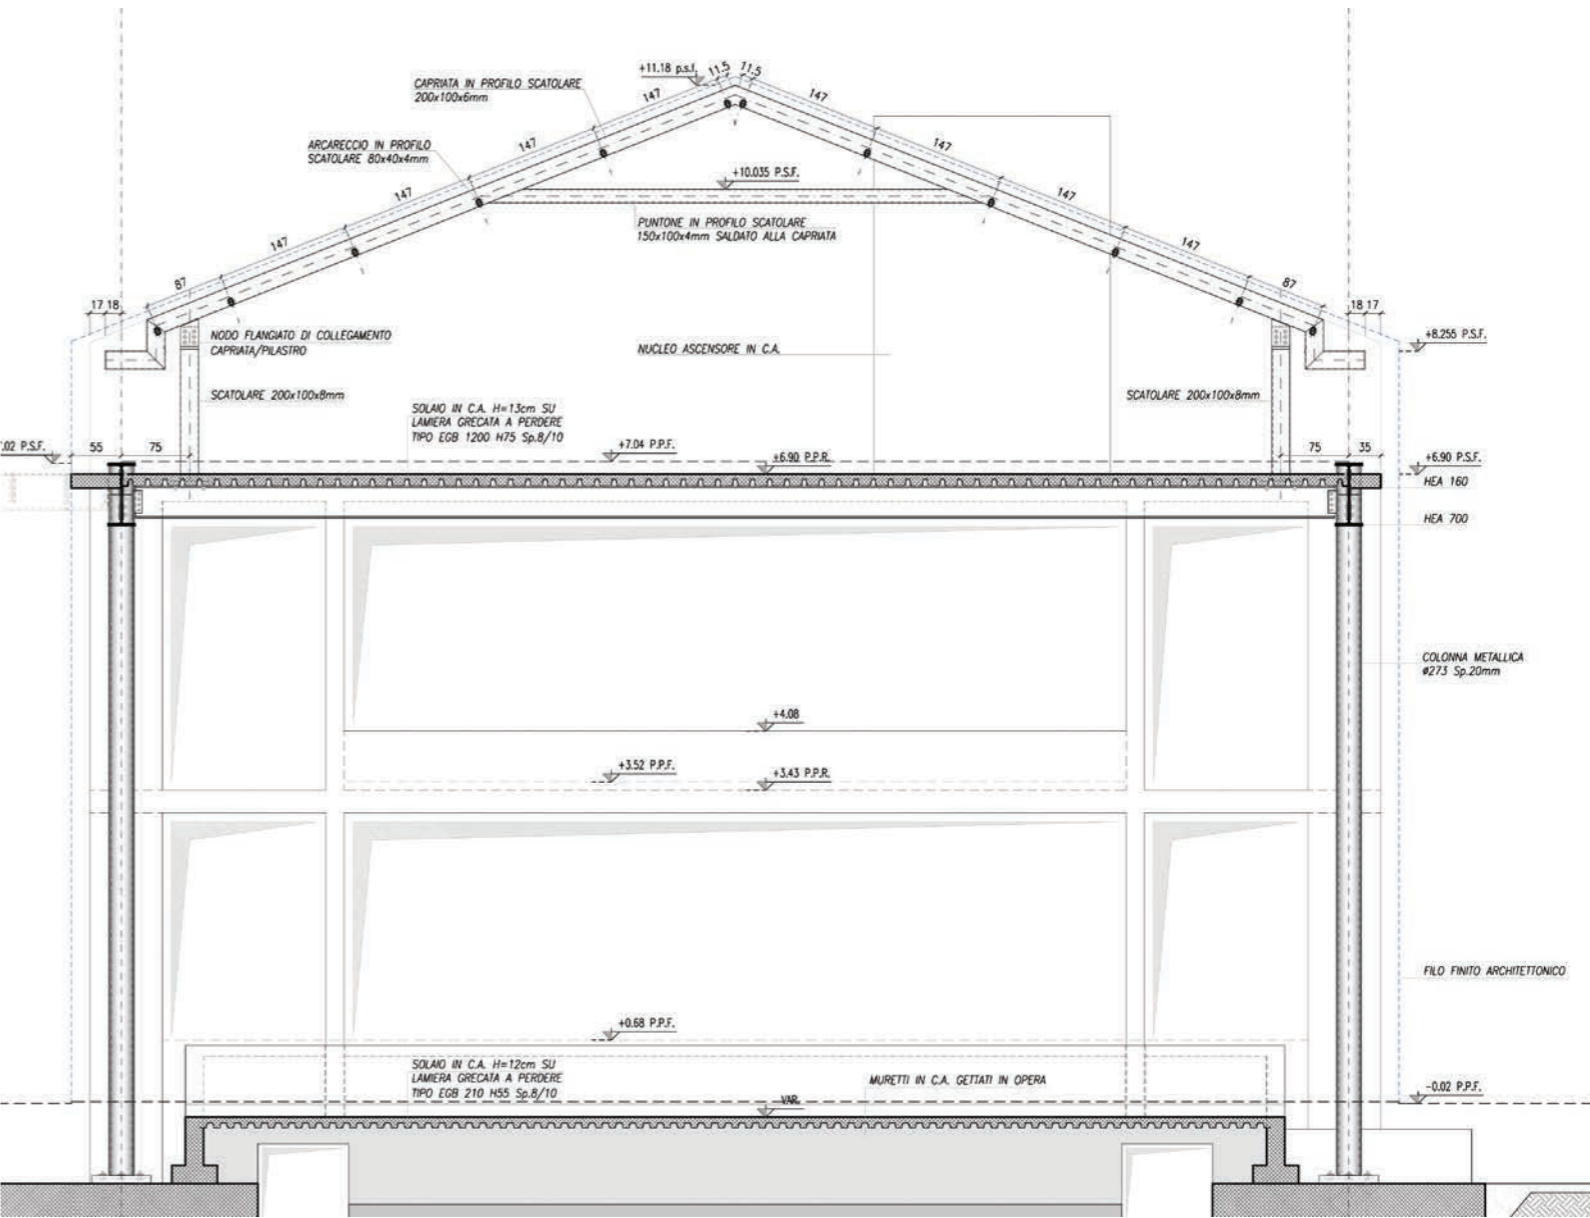 +11.18 p.s.f.
11.5
11.5
CAPRIATA IN PROFILO SCATOLARE
200x100x6mm
147
147
ARCARECCIO IN PROFILO
SCATOLARE 80x40x4mm
147
147
+10.035 P.S.F.
147
147
PUNTONE IN PROFILO SCATOLARE
150x100x4mm SALDATO ALLA CAPRIATA
147
147
87
87
17 18
18 17
NODO FLANGIATO DI COLLEGAMENTO
CAPRIATA/PILASTRO
NUCLEO ASCENSORE IN C.A.
+8.255 P.S.F.
SCATOLARE 200x100x8mm
SCATOLARE 200x100x8mm
SOLAIO IN C.A. H=13cm SU
LAMIERA GRECATA A PERDERE
TIPO EGB 1200 H75 Sp.8/10
.02 P.S.F.
55
75
+7.04 P.P.F.
+6.90 P.P.R.
75
35
+6.90 P.S.F.
HEA 160
HEA 700
COLONNA METALLICA
ø273 Sp.20mm
+4.08
+3.52 P.P.F.
+3.43 P.P.R.
FILO FINITO ARCHITETTONICO
+0.68 P.P.F.
SOLAIO IN C.A. H=12cm SU
LAMIERA GRECATA A PERDERE
TIPO EGB 210 H55 Sp.8/10
MURETTI IN C.A. GETTATI IN OPERA
VAR.
-0.02 P.P.F.